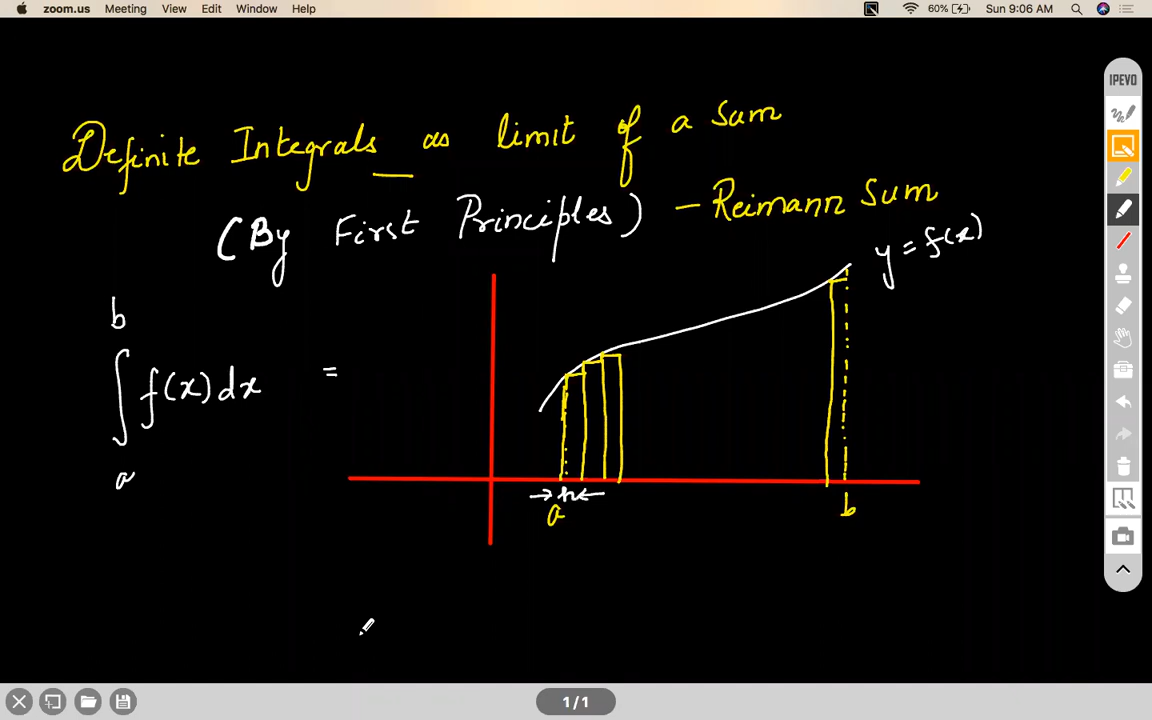 zoom.us Meeting View Edit Window Help 60% Sun 9:06 AM
IPEVO
Definite Integrals as limit of a Sum
(By First Principles) - Reimann Sum
y = f(x)
b
∫ f(x) dx =
a
h
a b
1/1